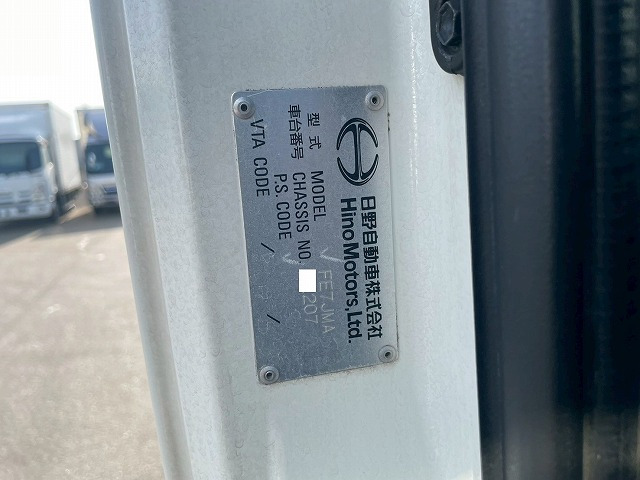 日野自動車株式会社
Hino Motors, Ltd.
型式 MODEL FE7JMA
車台番号 CHASSIS NO 207
P.S. CODE
VTA CODE / /